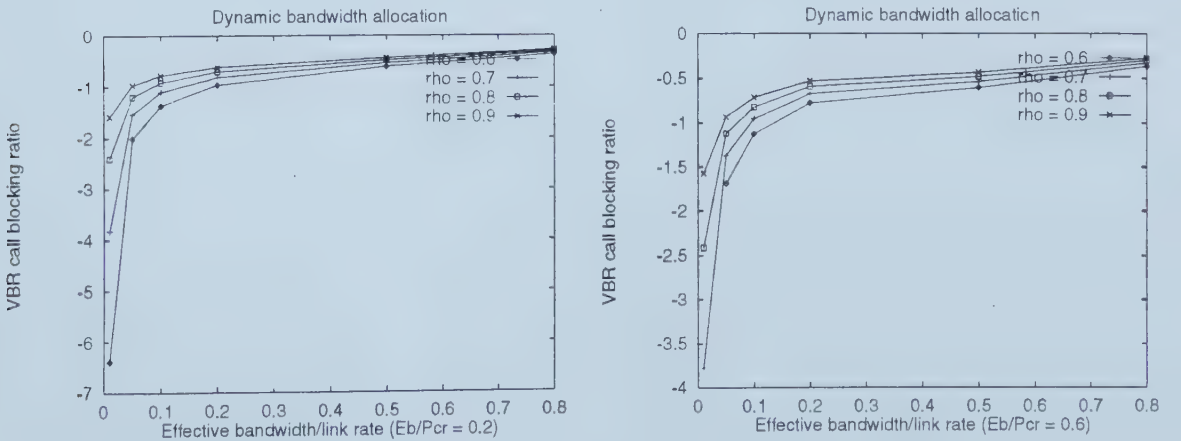 Dynamic bandwidth allocation
0
-1
-2
-3
-4
-5
-6
-7
VBR call blocking ratio
rho = 0.6
rho = 0.7
rho = 0.8
rho = 0.9
0 0.1 0.2 0.3 0.4 0.5 0.6 0.7 0.8
Effective bandwidth/link rate (Eb/Pcr = 0.2)
Dynamic bandwidth allocation
0
-0.5
-1
-1.5
-2
-2.5
-3
-3.5
-4
VBR call blocking ratio
rho = 0.6
rho = 0.7
rho = 0.8
rho = 0.9
0 0.1 0.2 0.3 0.4 0.5 0.6 0.7 0.8
Effective bandwidth/link rate (Eb/Pcr = 0.6)